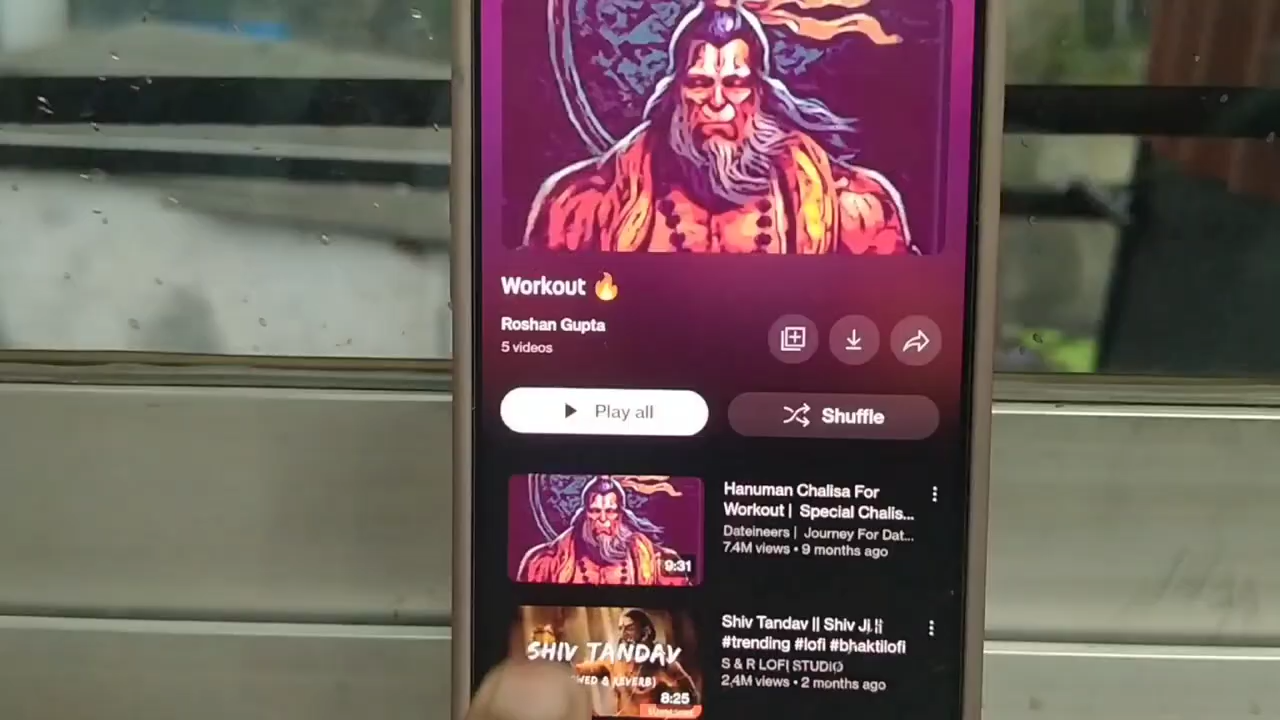 Workout 🔥
Roshan Gupta
5 videos
Play all
Shuffle
Hanuman Chalisa For
Workout | Special Chalis...
Dateineers | Journey For Dat...
7.4M views • 9 months ago
9:31
Shiv Tandav || Shiv Ji ||
#trending #lofi #bhaktilofi
S & R LOFI STUDIO
2.4M views • 2 months ago
SHIV TANDAV
WED & REVERB)
8:25